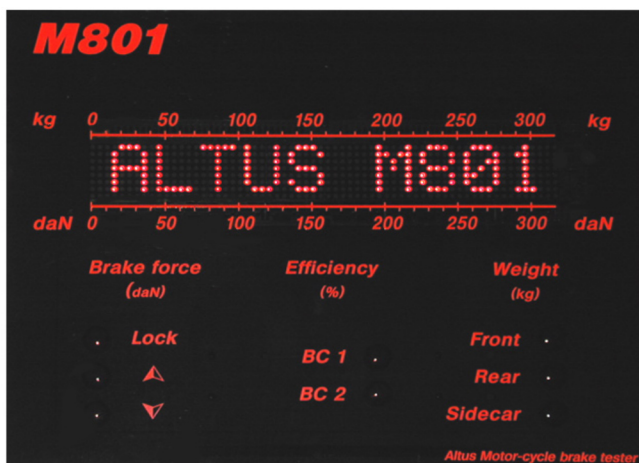 M801
kg 0 50 100 150 200 250 300 kg
ALTUS M801
daN 0 50 100 150 200 250 300 daN
Brake force Efficiency Weight
(daN) (%) (kg)
Lock Front
BC 1
Rear
BC 2
Sidecar
Altus Motor-cycle brake tester